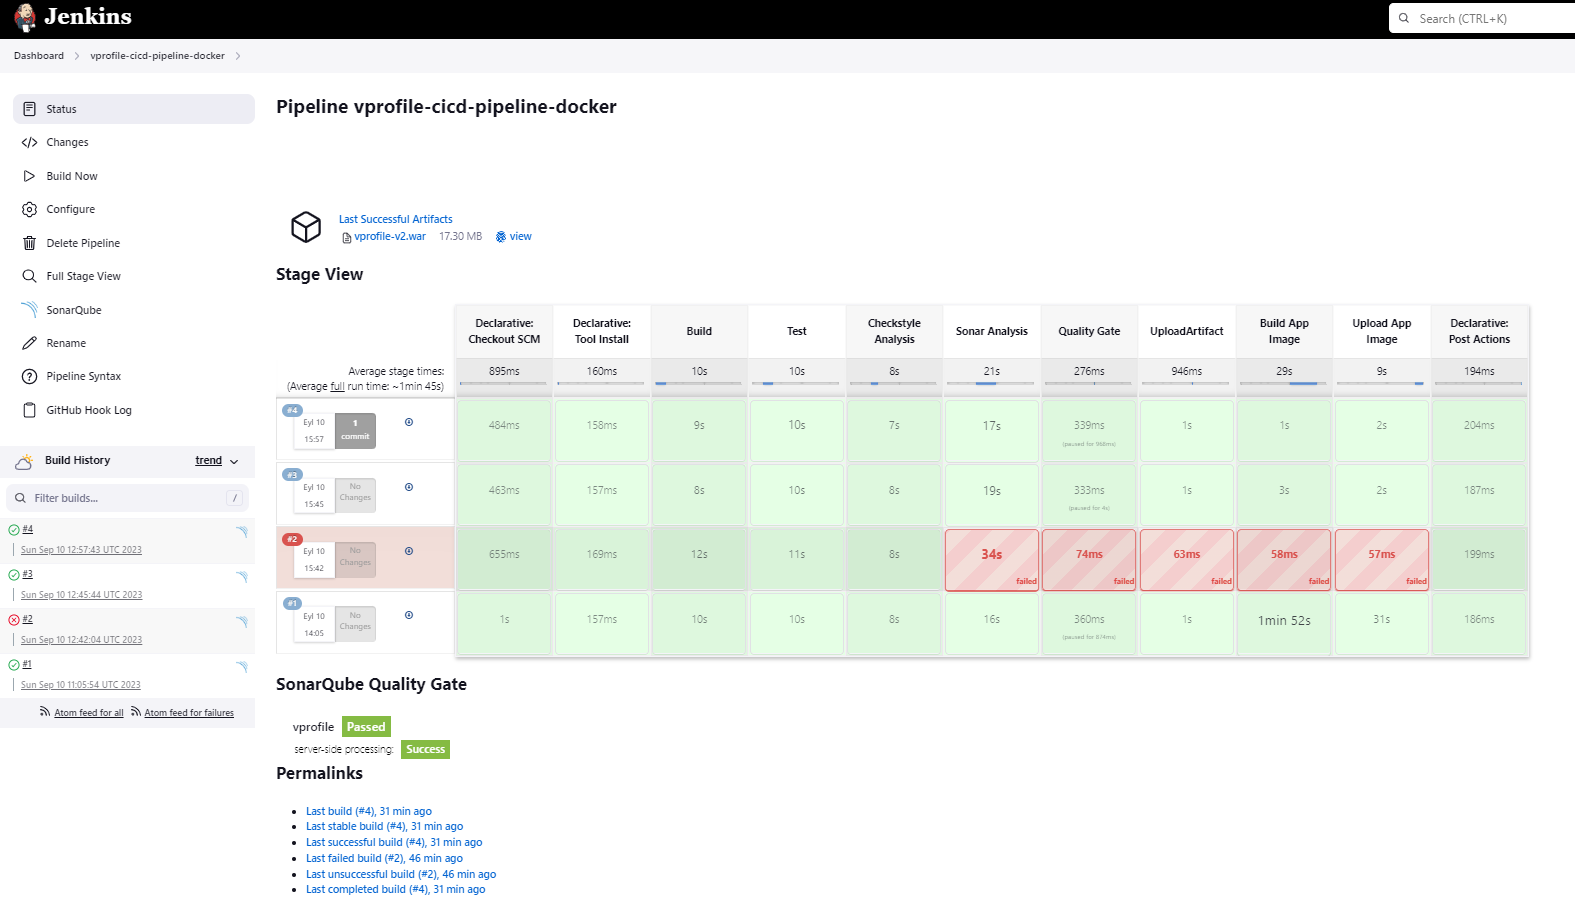 Jenkins
Search (CTRL+K)
Dashboard
vprofile-cicd-pipeline-docker
Status
Changes
Build Now
Configure
Delete Pipeline
Full Stage View
SonarQube
Rename
Pipeline Syntax
GitHub Hook Log
Build History
trend
Filter builds...
/
#4
Sun Sep 10 12:57:43 UTC 2023
#3
Sun Sep 10 12:45:44 UTC 2023
#2
Sun Sep 10 12:42:04 UTC 2023
#1
Sun Sep 10 11:05:54 UTC 2023
Atom feed for all Atom feed for failures
Pipeline vprofile-cicd-pipeline-docker
Last Successful Artifacts
vprofile-v2.war 17.30 MB view
Stage View
Declarative: Checkout SCM
Declarative: Tool Install
Build
Test
Checkstyle Analysis
Sonar Analysis
Quality Gate
UploadArtifact
Build App Image
Upload App Image
Declarative: Post Actions
Average stage times:
(Average full run time: ~1min 45s)
895ms 160ms 10s 10s 8s 21s 276ms 946ms 29s 9s 194ms
#4
Eyl 10
15:57
1
commit
484ms 158ms 9s 10s 7s 17s 339ms 1s 1s 2s 204ms
(paused for 968ms)
#3
Eyl 10
15:45
No
Changes
463ms 157ms 8s 10s 8s 19s 333ms 1s 3s 2s 187ms
(paused for 4s)
#2
Eyl 10
15:42
No
Changes
655ms 169ms 12s 11s 8s 34s 74ms 63ms 58ms 57ms 199ms
failed failed failed failed failed
#1
Eyl 10
14:05
No
Changes
1s 157ms 10s 10s 8s 16s 360ms 1s 1min 52s 31s 186ms
(paused for 874ms)
SonarQube Quality Gate
vprofile Passed
server-side processing: Success
Permalinks
Last build (#4), 31 min ago
Last stable build (#4), 31 min ago
Last successful build (#4), 31 min ago
Last failed build (#2), 46 min ago
Last unsuccessful build (#2), 46 min ago
Last completed build (#4), 31 min ago